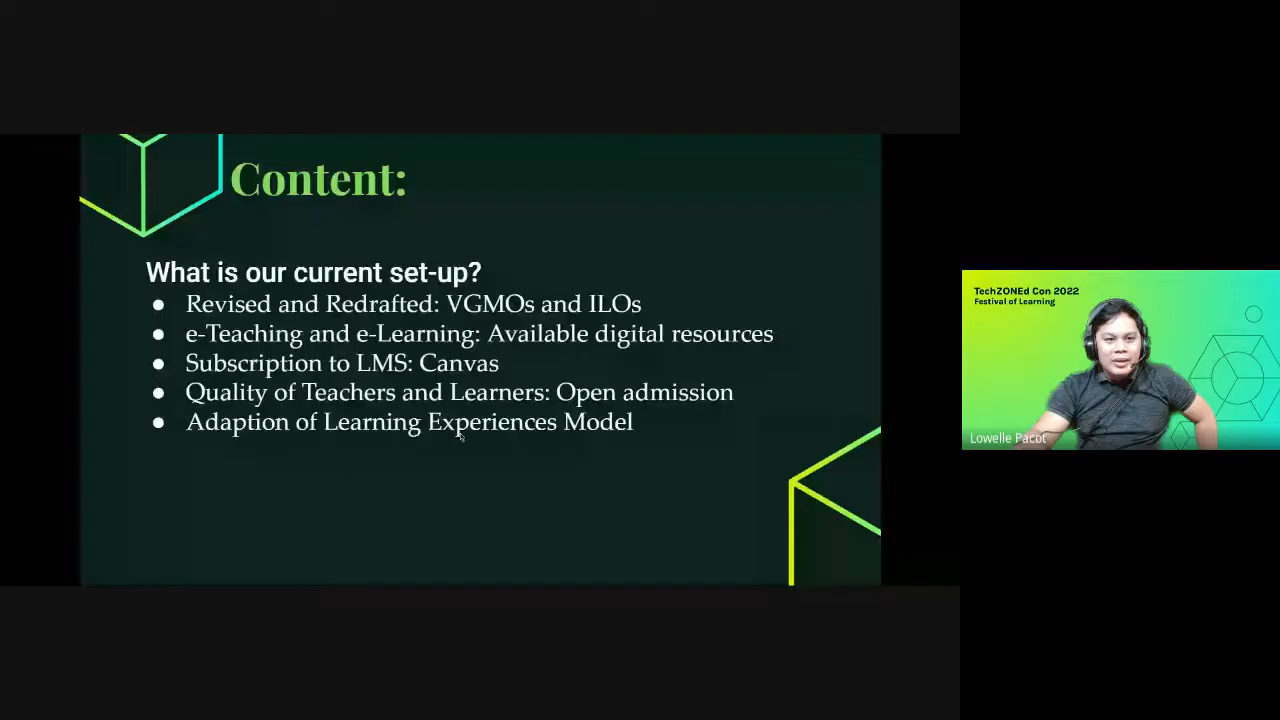 Content:
What is our current set-up?
● Revised and Redrafted: VGMOs and ILOs
● e-Teaching and e-Learning: Available digital resources
● Subscription to LMS: Canvas
● Quality of Teachers and Learners: Open admission
● Adaption of Learning Experiences Model
TechZONEd Con 2022
Festival of Learning
Lowelle Pacot